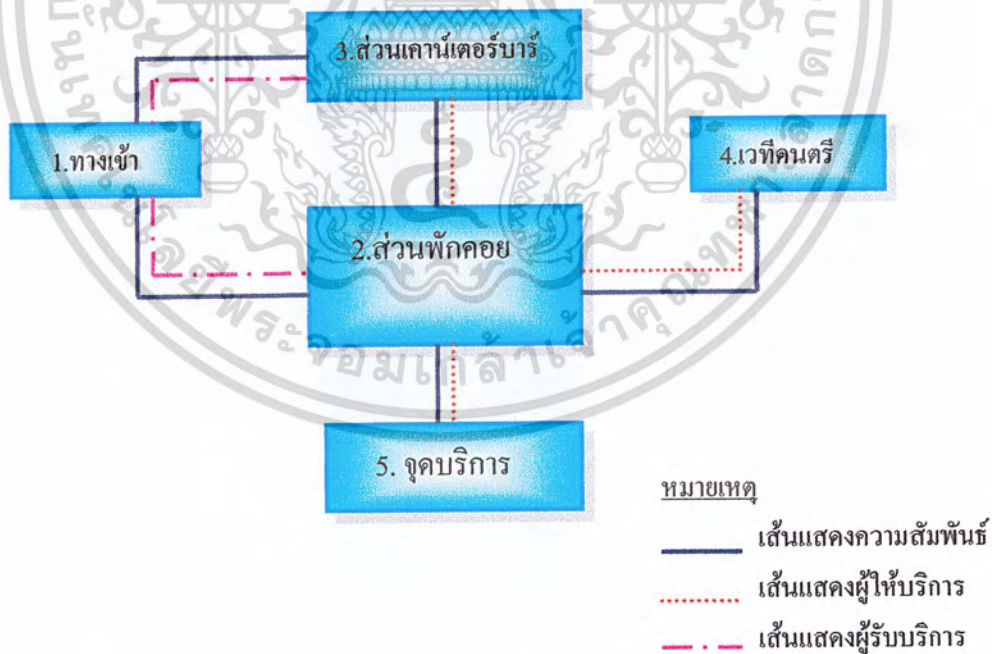 3.ส่วนเคาน์เตอร์บาร์
1.ทางเข้า
4.เวทีดนตรี
2.ส่วนพักคอย
5. จุดบริการ
หมายเหตุ
เส้นแสดงความสัมพันธ์
เส้นแสดงผู้ให้บริการ
เส้นแสดงผู้รับบริการ